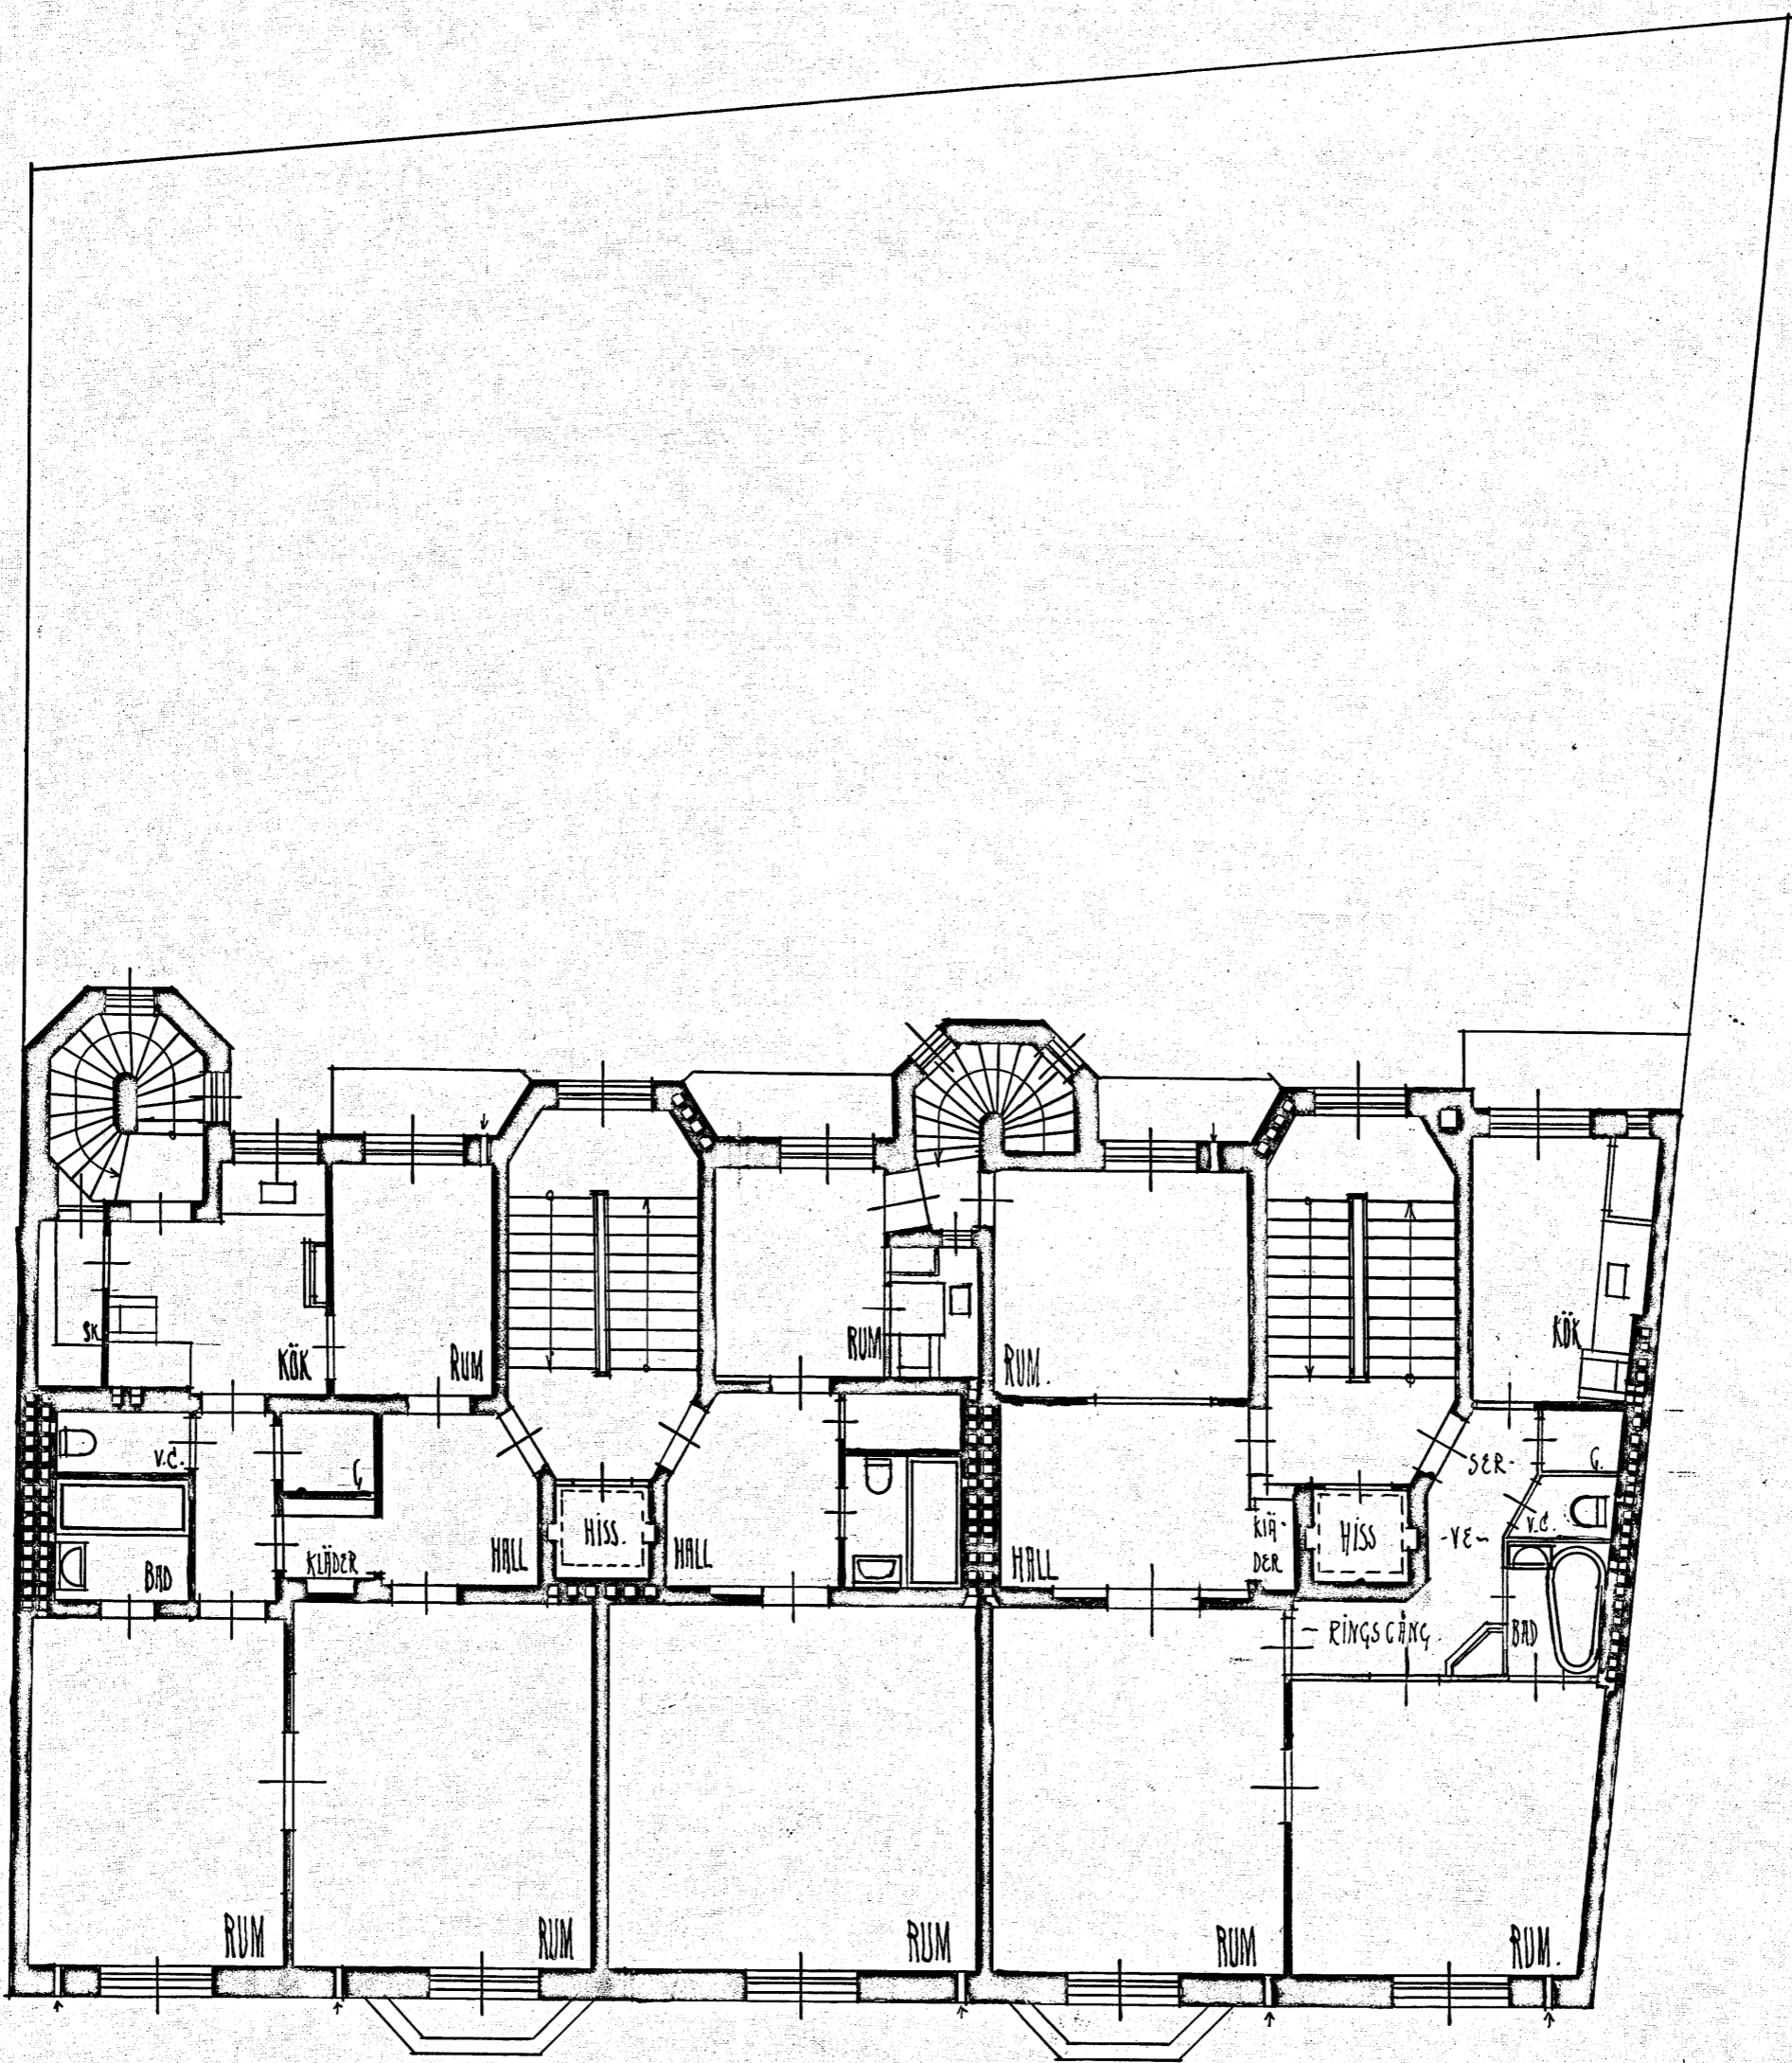 SK.
KÖK
RUM
RUM
RUM.
KÖK
V.C.
G
KLÄDER
HALL
HISS.
HALL
HALL
KLÄ-
DER
HISS
SER-
-VE-
- RINGSGÅNG.
G.
V.C.
BAD
BAD
RUM
RUM
RUM
RUM
RUM.